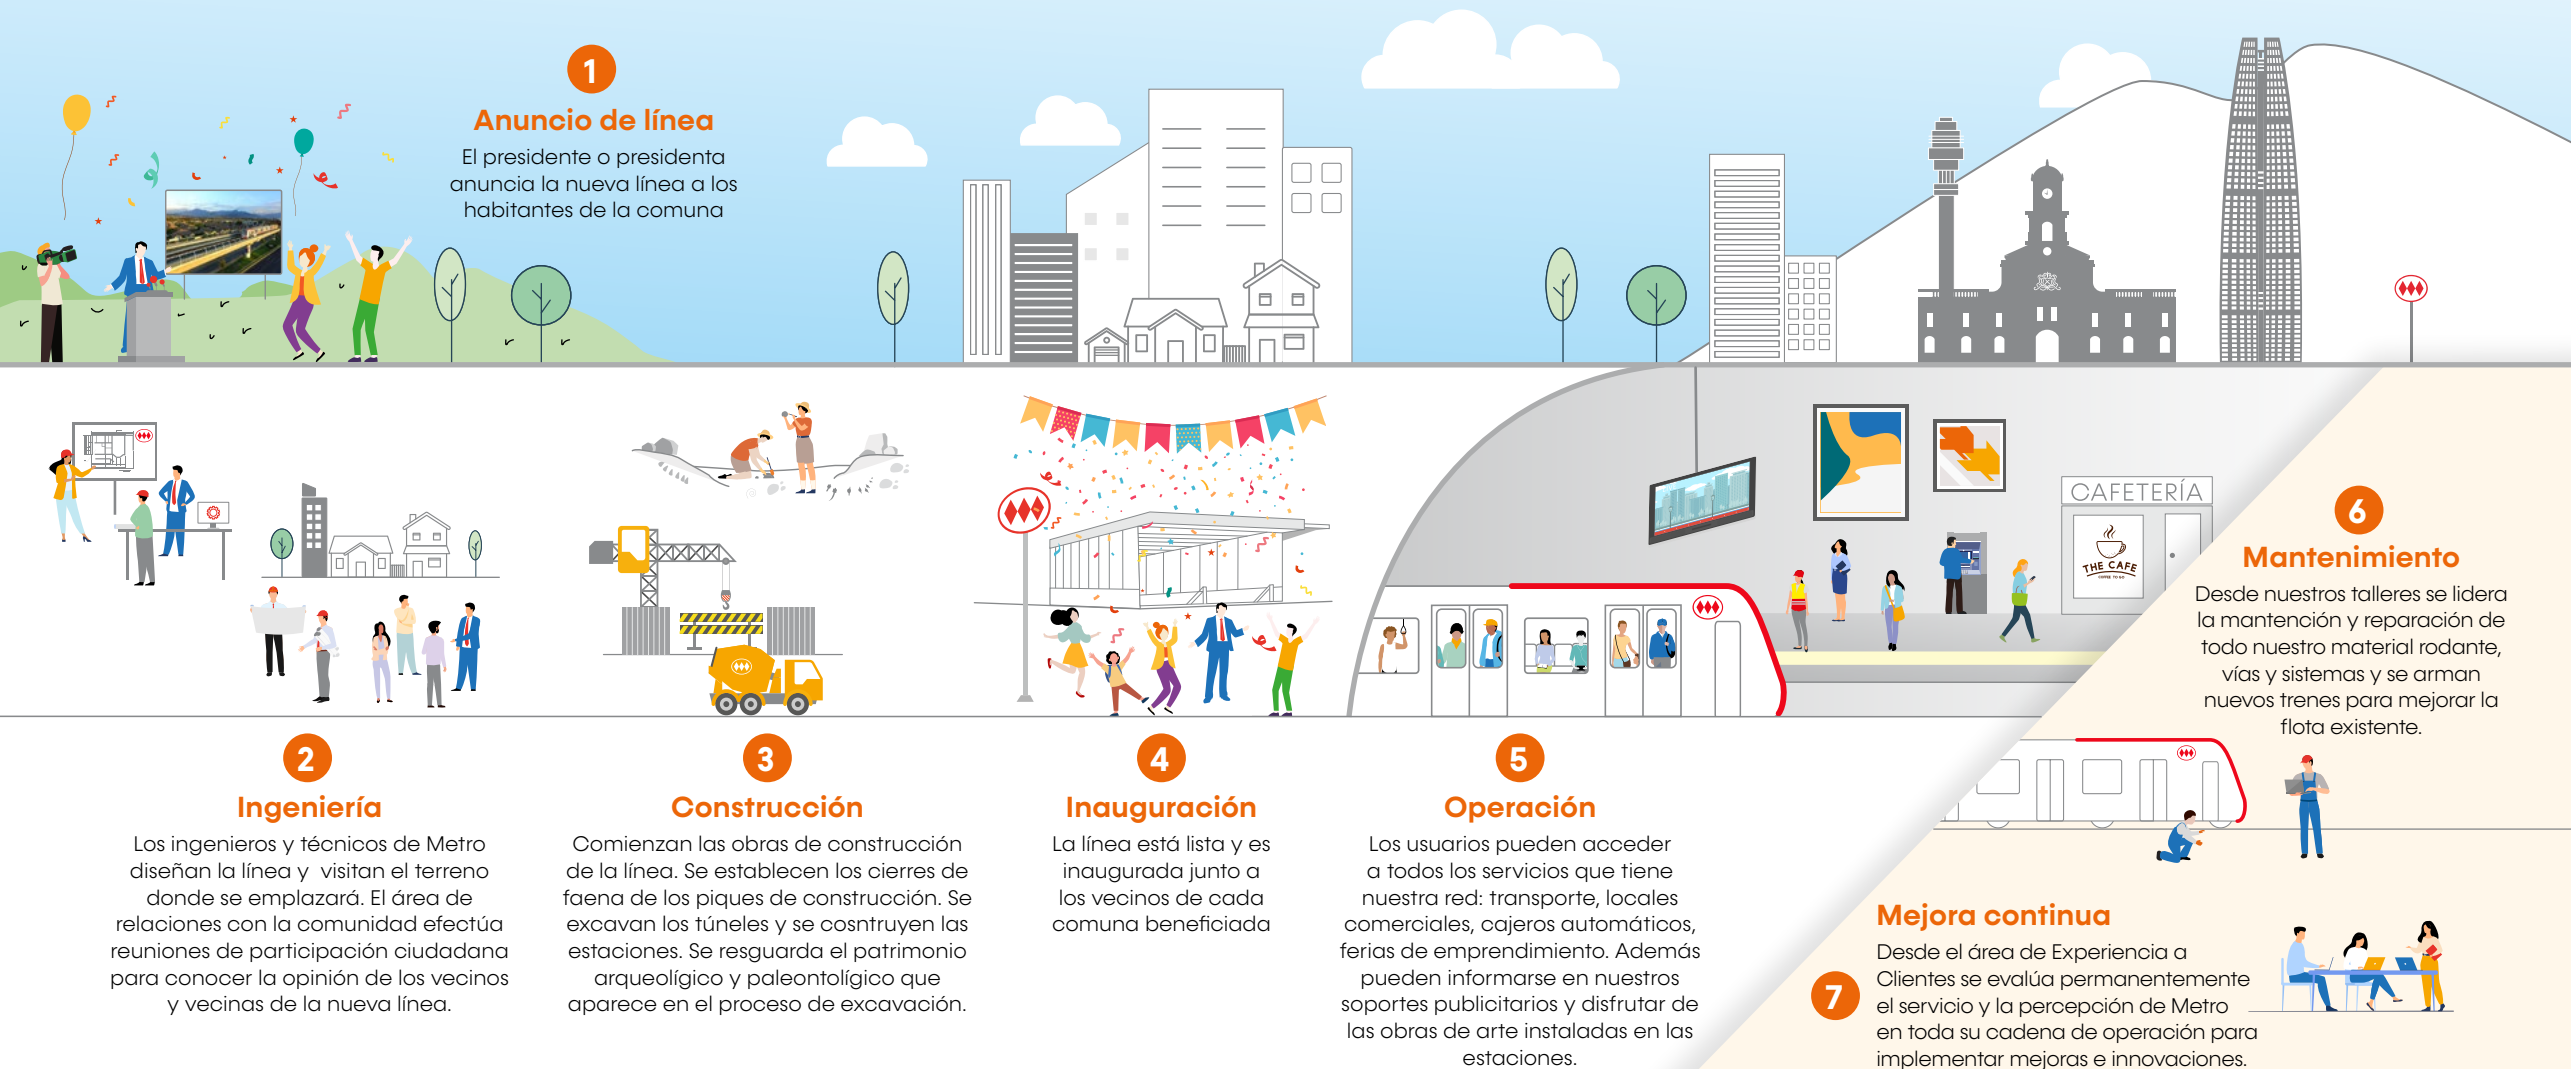 1
Anuncio de línea
El presidente o presidenta
anuncia la nueva línea a los
habitantes de la comuna
CAFETERÍA
THE CAFE
COFFEE TO GO
2
Ingeniería
Los ingenieros y técnicos de Metro
diseñan la línea y visitan el terreno
donde se emplazará. El área de
relaciones con la comunidad efectúa
reuniones de participación ciudadana
para conocer la opinión de los vecinos
y vecinas de la nueva línea.
3
Construcción
Comienzan las obras de construcción
de la línea. Se establecen los cierres de
faena de los piques de construcción. Se
excavan los túneles y se cosntruyen las
estaciones. Se resguarda el patrimonio
arqueolígico y paleontolígico que
aparece en el proceso de excavación.
4
Inauguración
La línea está lista y es
inaugurada junto a
los vecinos de cada
comuna beneficiada
5
Operación
Los usuarios pueden acceder
a todos los servicios que tiene
nuestra red: transporte, locales
comerciales, cajeros automáticos,
ferias de emprendimiento. Además
pueden informarse en nuestros
soportes publicitarios y disfrutar de
las obras de arte instaladas en las
estaciones.
6
Mantenimiento
Desde nuestros talleres se lidera
la mantención y reparación de
todo nuestro material rodante,
vías y sistemas y se arman
nuevos trenes para mejorar la
flota existente.
7
Mejora continua
Desde el área de Experiencia a
Clientes se evalúa permanentemente
el servicio y la percepción de Metro
en toda su cadena de operación para
implementar mejoras e innovaciones.